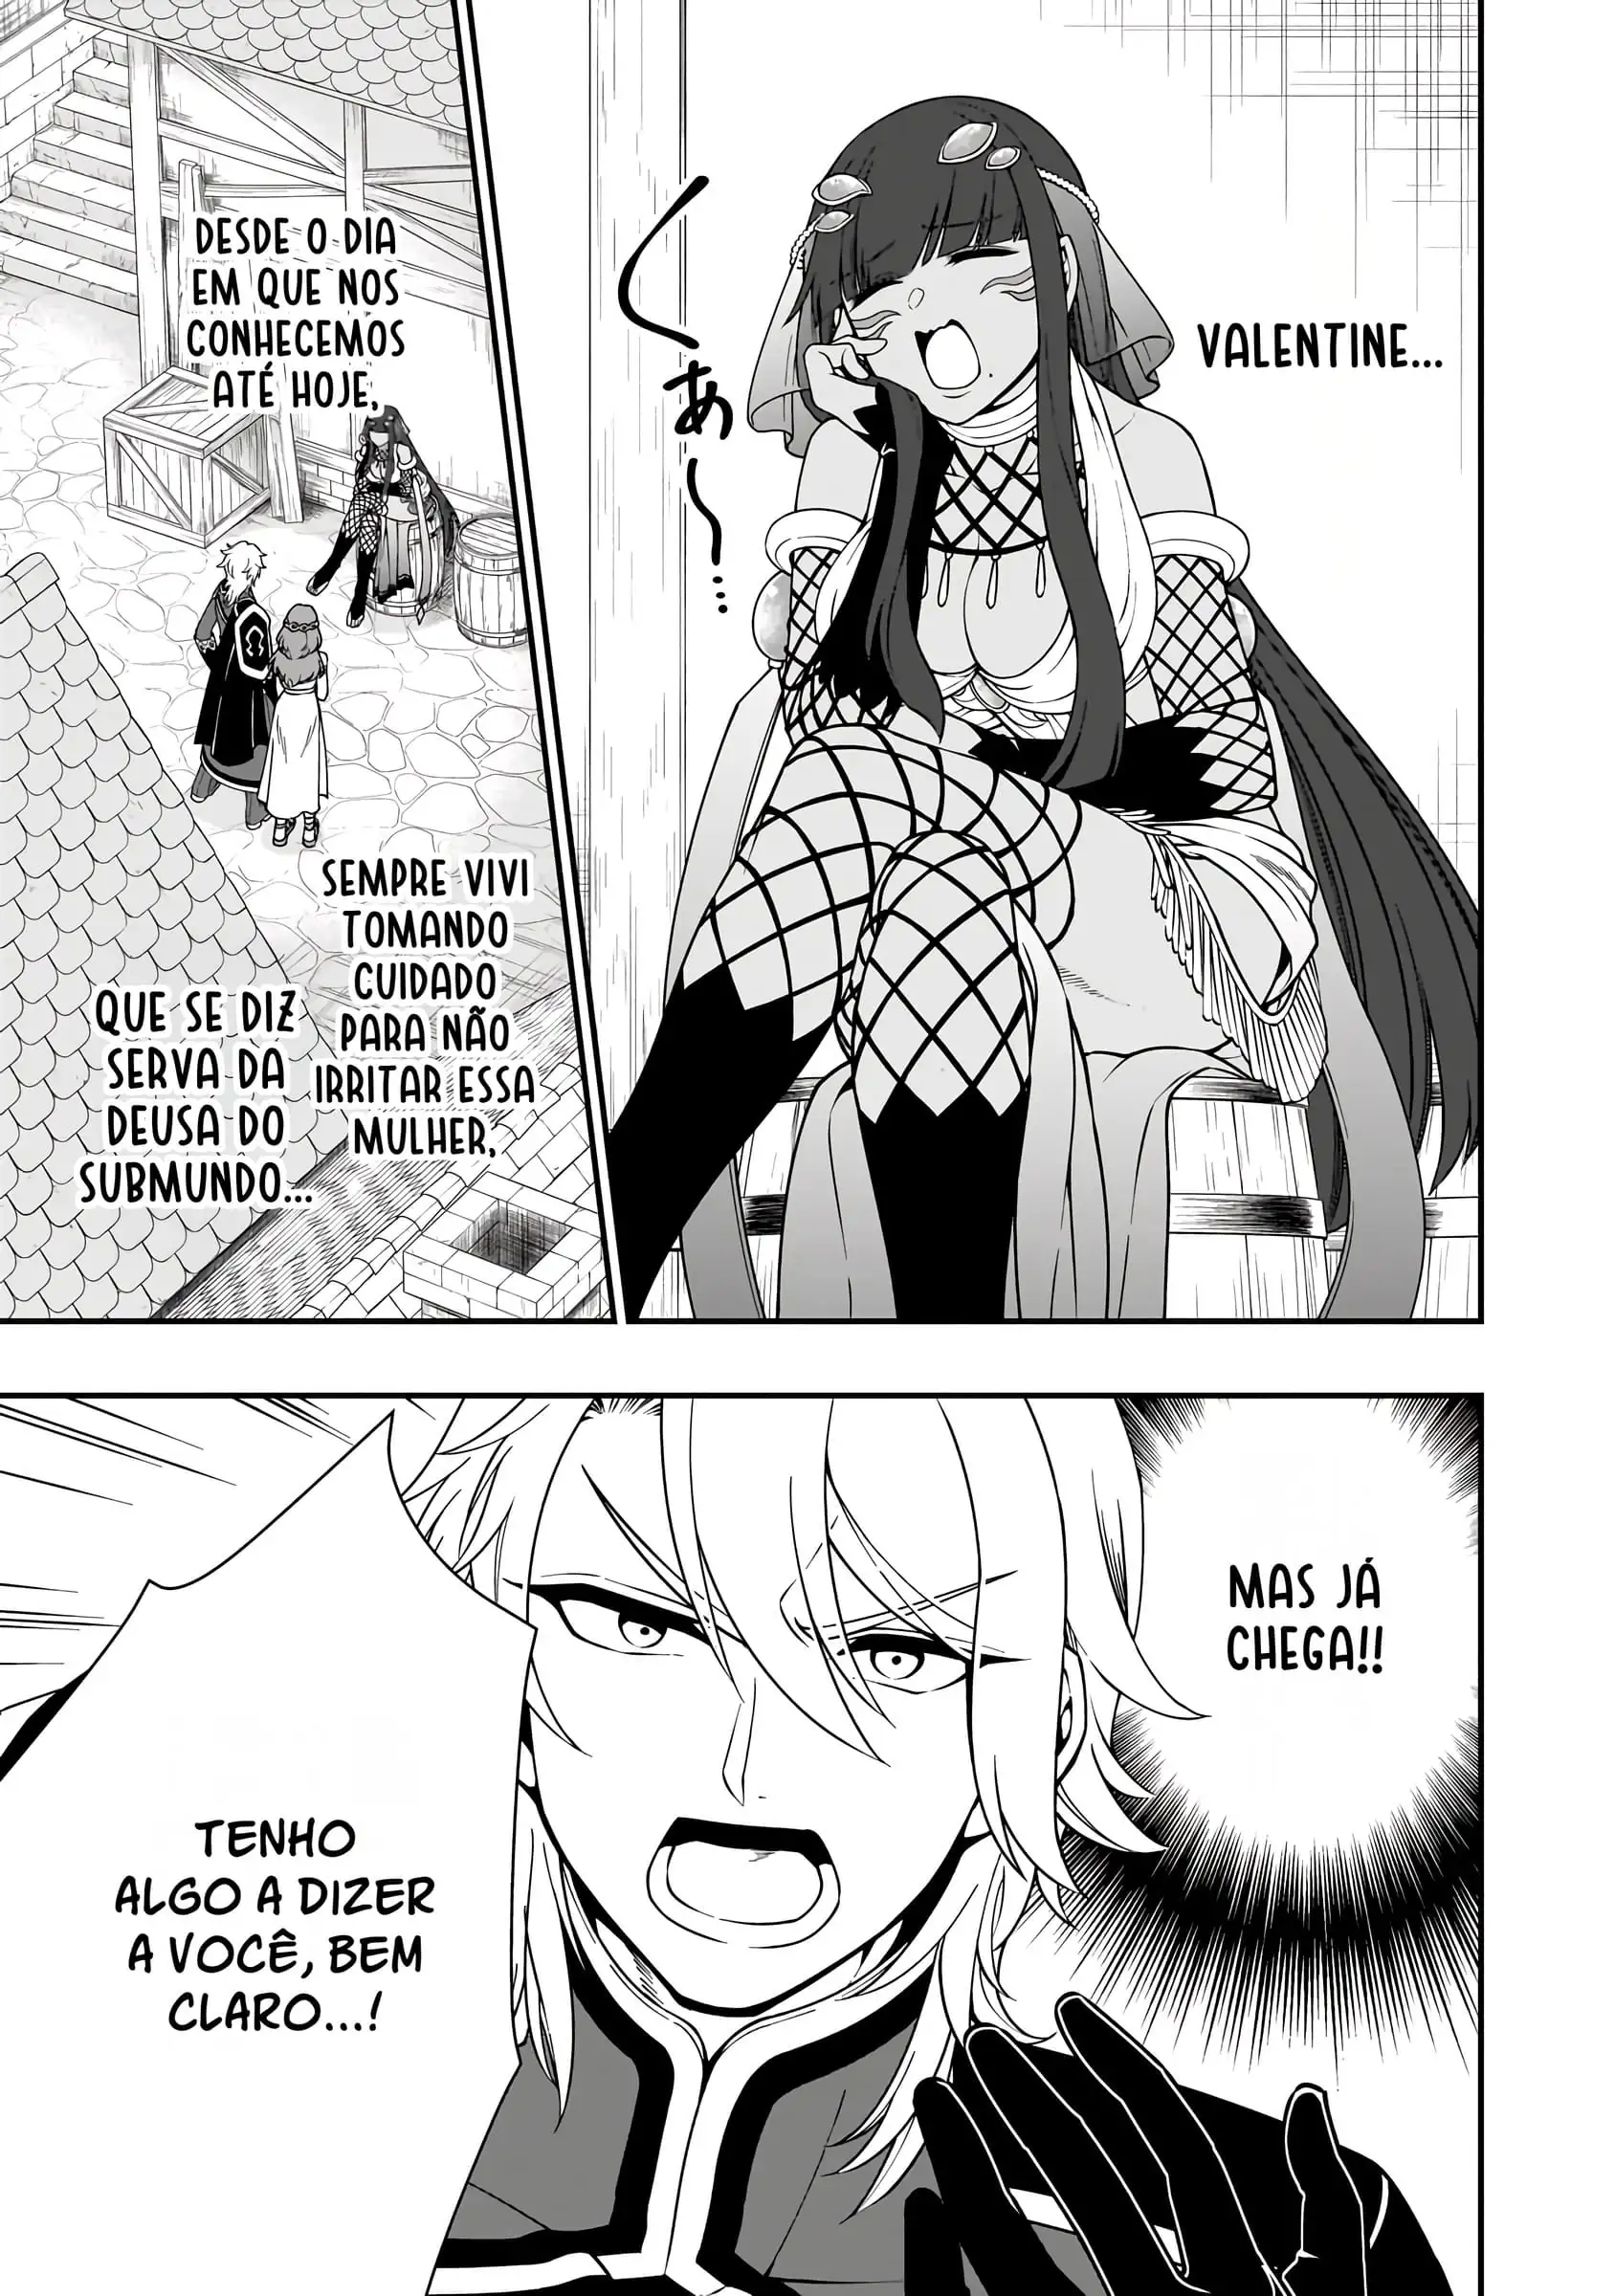 VALENTINE...
くぁ～...
DESDE O DIA
EM QUE NOS
CONHECEMOS
ATÉ HOJE,
SEMPRE VIVI
TOMANDO
CUIDADO
PARA NÃO
IRRITAR ESSA
MULHER,
QUE SE DIZ
SERVA DA
DEUSA DO
SUBMUNDO...
MAS JÁ
CHEGA!!
TENHO
ALGO A DIZER
A VOCÊ, BEM
CLARO...!